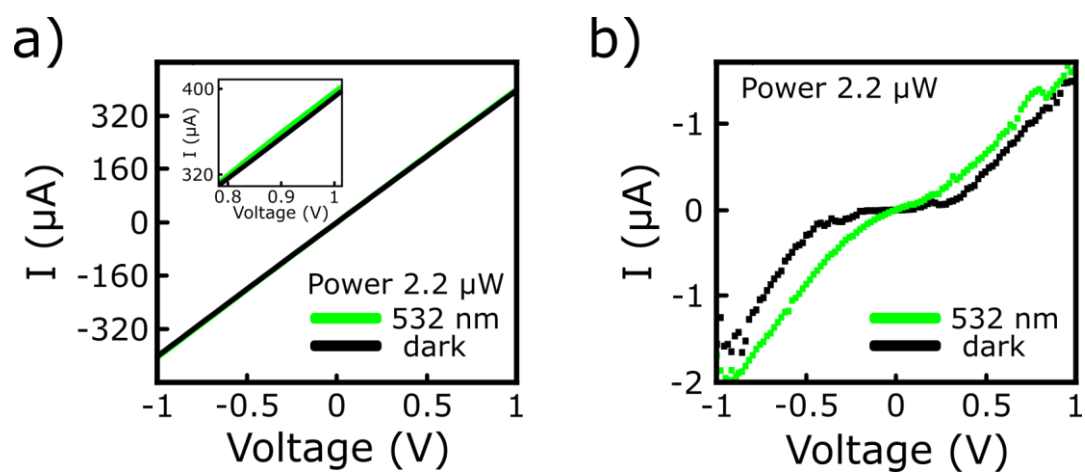 a)
I (µA)
320
160
0
-160
-320
-1
-0.5
0
0.5
1
Voltage (V)
I (µA)
400
320
0.8
0.9
1
Voltage (V)
Power 2.2 µW
532 nm
dark
b)
Power 2.2 µW
I (µA)
-1
0
-1
-2
-1
-0.5
0
0.5
1
Voltage (V)
532 nm
dark